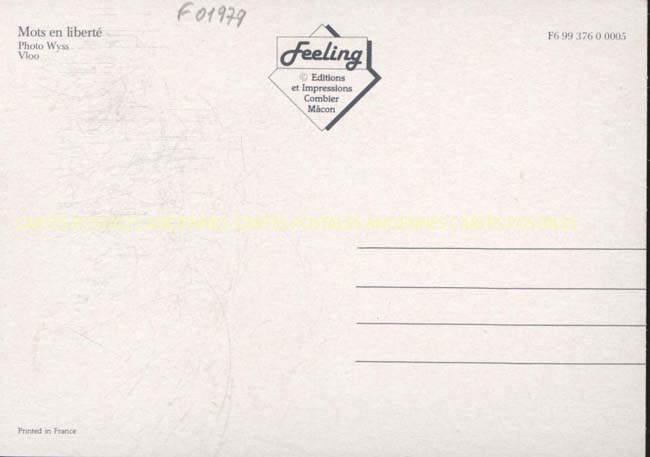 F 01979
Mots en liberté
Photo Wyss
Vloo
Feeling
© Editions
et Impressions
Combier
Mâcon
F6 99 376 0 0005
CARTES POSTALES ANCIENNES CARTES POSTALES ANCIENNES CARTES POSTALES
Printed in France